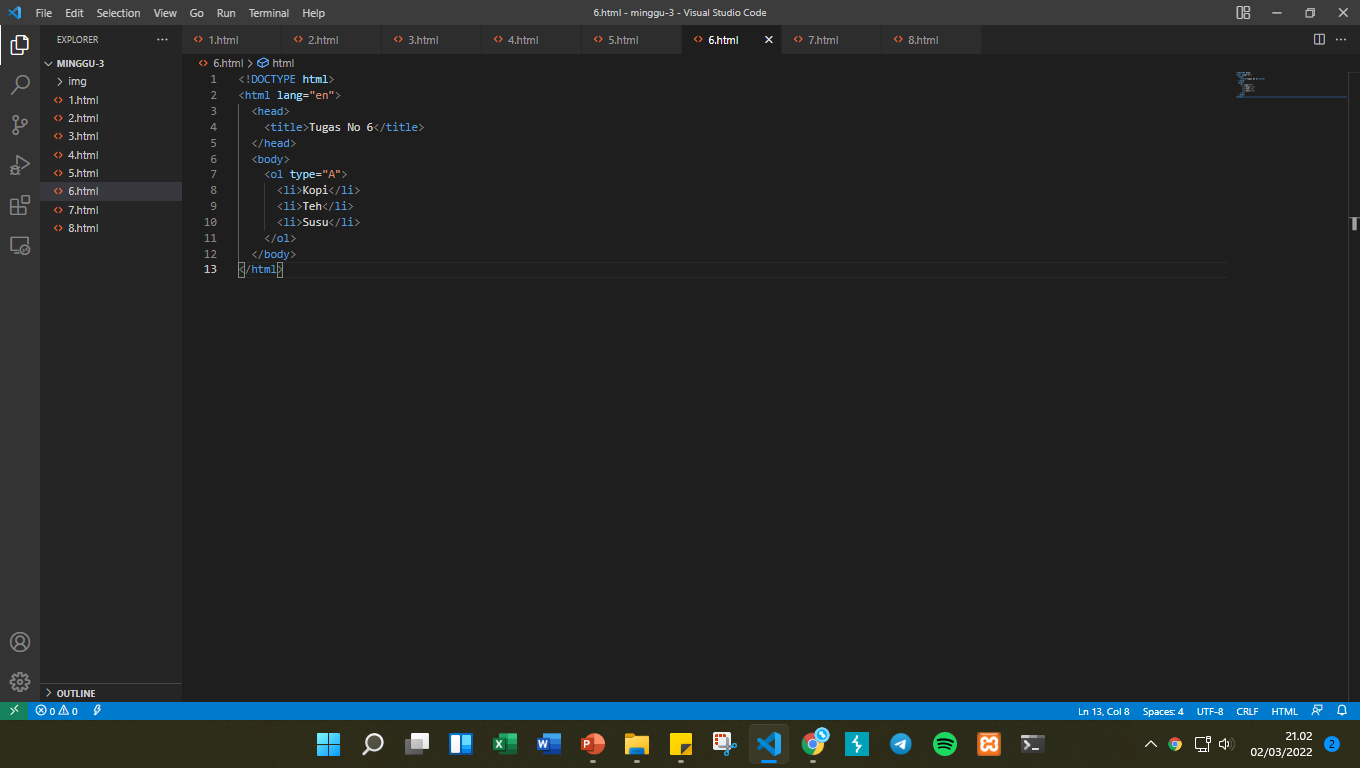 File Edit Selection View Go Run Terminal Help
6.html - minggu-3 - Visual Studio Code
EXPLORER
1.html 2.html 3.html 4.html 5.html 6.html 7.html 8.html
MINGGU-3
img
1.html
2.html
3.html
4.html
5.html
6.html
7.html
8.html
6.html > html
1 <!DOCTYPE html>
2 <html lang="en">
3 <head>
4 <title>Tugas No 6</title>
5 </head>
6 <body>
7 <ol type="A">
8 <li>Kopi</li>
9 <li>Teh</li>
10 <li>Susu</li>
11 </ol>
12 </body>
13 </html>
OUTLINE
0 0
Ln 13, Col 8 Spaces: 4 UTF-8 CRLF HTML
21.02
02/03/2022
2